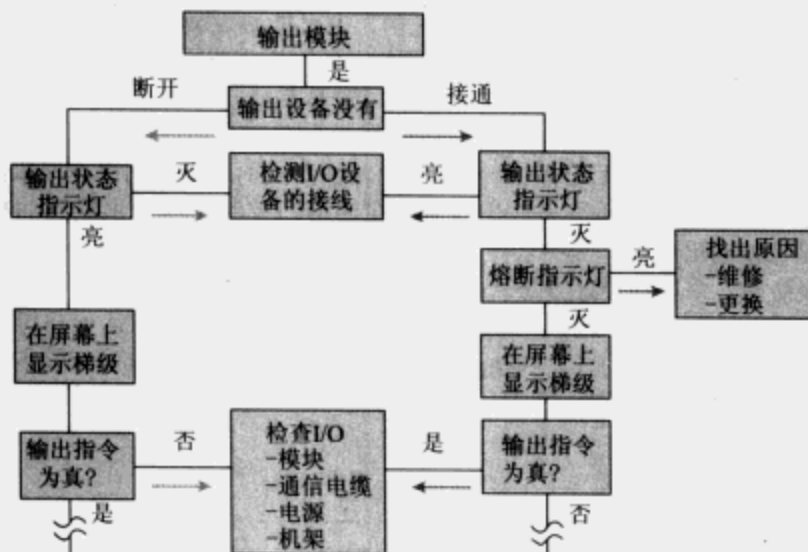 输出模块
是
断开
输出设备没有
接通
输出状态
指示灯
灭
检测I/O设
备的接线
亮
输出状态
指示灯
亮
灭
熔断指示灯
亮
找出原因
-维修
-更换
灭
在屏幕上
显示梯级
在屏幕上
显示梯级
输出指令
为真?
否
检查I/O
-模块
-通信电缆
-电源
-机架
是
输出指令
为真?
是
否